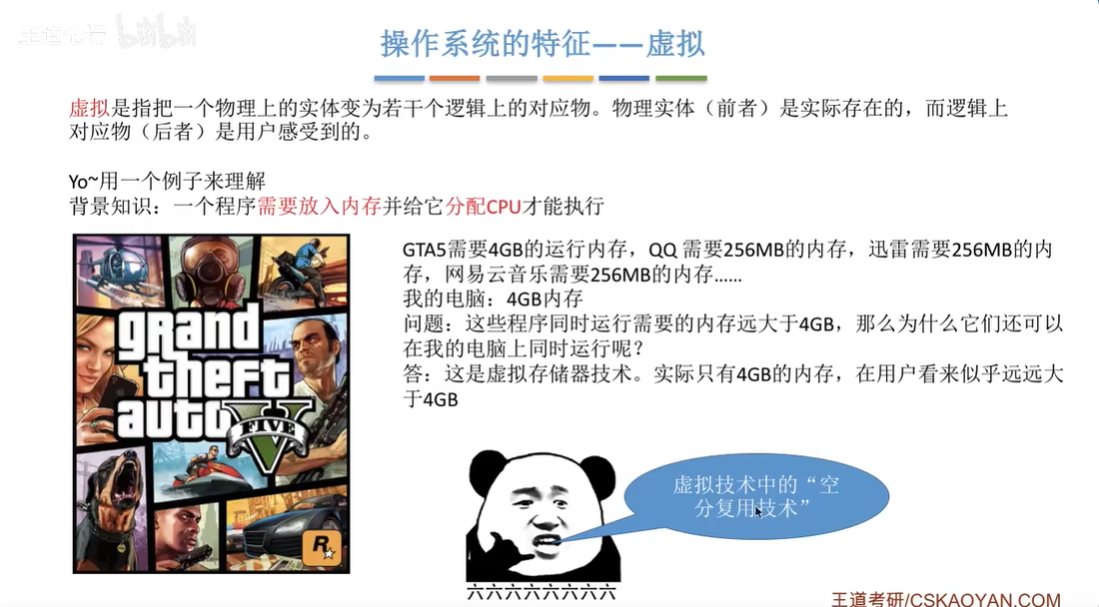 操作系统的特征——虚拟
虚拟是指把一个物理上的实体变为若干个逻辑上的对应物。物理实体（前者）是实际存在的，而逻辑上
对应物（后者）是用户感受到的。
Yo~用一个例子来理解
背景知识：一个程序需要放入内存并给它分配CPU才能执行
grand
theft
auto
V
FIVE
R
GTA5需要4GB的运行内存，QQ 需要256MB的内存，迅雷需要256MB的内
存，网易云音乐需要256MB的内存……
我的电脑：4GB内存
问题：这些程序同时运行需要的内存远大于4GB，那么为什么它们还可以
在我的电脑上同时运行呢？
答：这是虚拟存储器技术。实际只有4GB的内存，在用户看来似乎远远大
于4GB
虚拟技术中的“空
分复用技术”
六六六六六六六六
王道考研/CSKAOYAN.COM